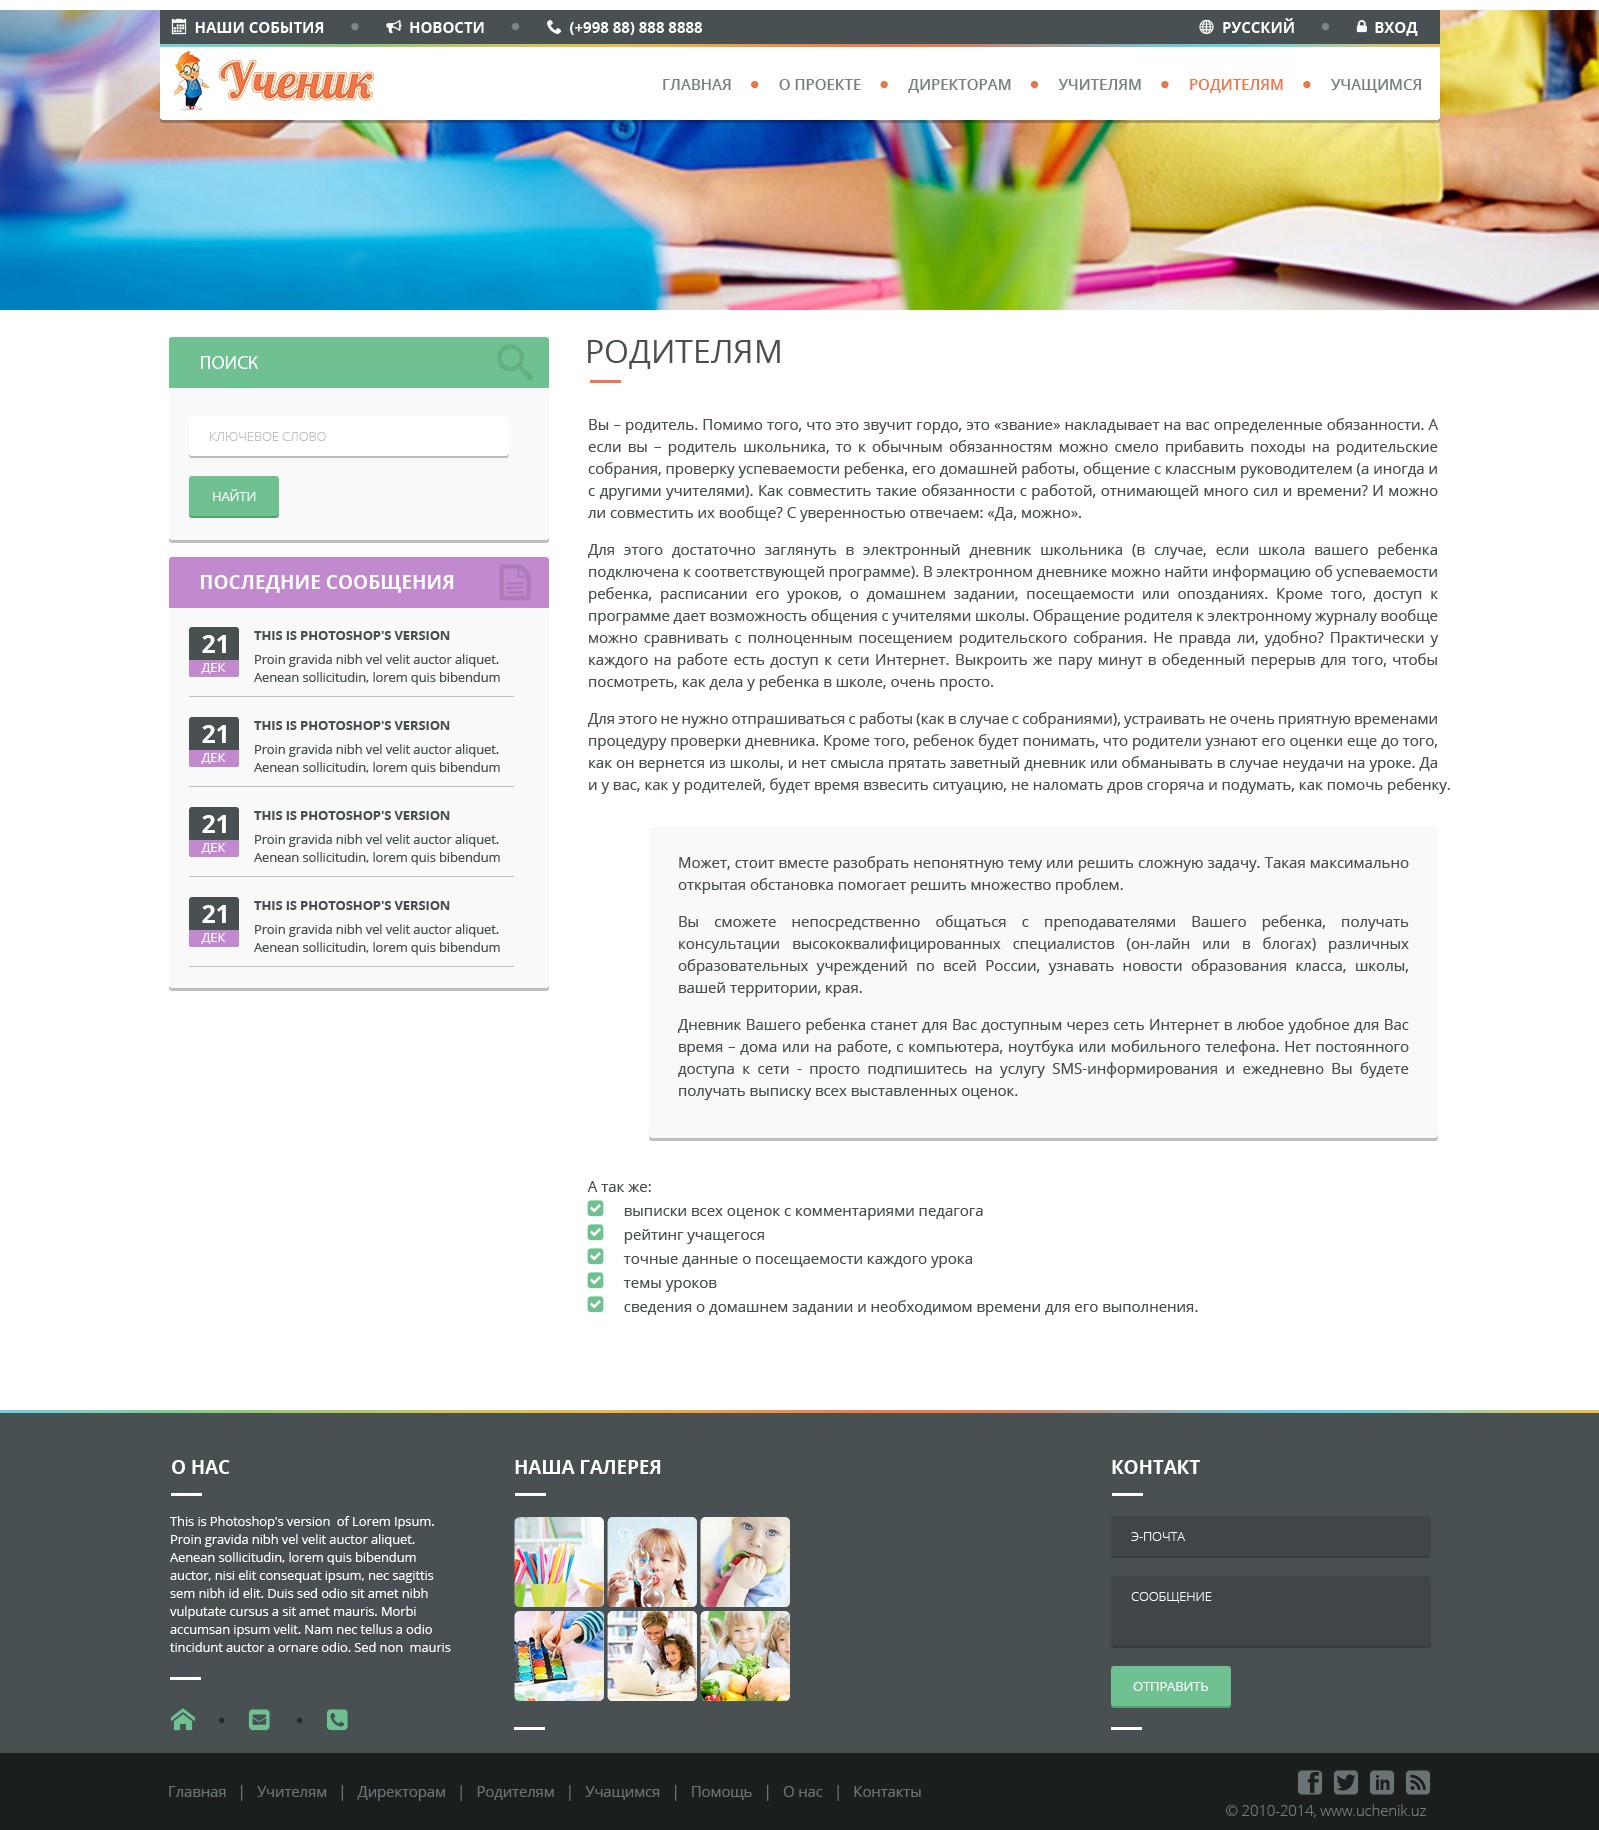 НАШИ СОБЫТИЯ • НОВОСТИ • (+998 88) 888 8888 РУССКИЙ • ВХОД
Ученик
ГЛАВНАЯ • О ПРОЕКТЕ • ДИРЕКТОРАМ • УЧИТЕЛЯМ • РОДИТЕЛЯМ • УЧАЩИМСЯ
ПОИСК
КЛЮЧЕВОЕ СЛОВО
НАЙТИ
ПОСЛЕДНИЕ СООБЩЕНИЯ
21
ДЕК
THIS IS PHOTOSHOP'S VERSION
Proin gravida nibh vel velit auctor aliquet.
Aenean sollicitudin, lorem quis bibendum
21
ДЕК
THIS IS PHOTOSHOP'S VERSION
Proin gravida nibh vel velit auctor aliquet.
Aenean sollicitudin, lorem quis bibendum
21
ДЕК
THIS IS PHOTOSHOP'S VERSION
Proin gravida nibh vel velit auctor aliquet.
Aenean sollicitudin, lorem quis bibendum
21
ДЕК
THIS IS PHOTOSHOP'S VERSION
Proin gravida nibh vel velit auctor aliquet.
Aenean sollicitudin, lorem quis bibendum
РОДИТЕЛЯМ
Вы – родитель. Помимо того, что это звучит гордо, это «звание» накладывает на вас определенные обязанности. А
если вы – родитель школьника, то к обычным обязанностям можно смело прибавить походы на родительские
собрания, проверку успеваемости ребенка, его домашней работы, общение с классным руководителем (а иногда и
с другими учителями). Как совместить такие обязанности с работой, отнимающей много сил и времени? И можно
ли совместить их вообще? С уверенностью отвечаем: «Да, можно».
Для этого достаточно заглянуть в электронный дневник школьника (в случае, если школа вашего ребенка
подключена к соответствующей программе). В электронном дневнике можно найти информацию об успеваемости
ребенка, расписании его уроков, о домашнем задании, посещаемости или опозданиях. Кроме того, доступ к
программе дает возможность общения с учителями школы. Обращение родителя к электронному журналу вообще
можно сравнивать с полноценным посещением родительского собрания. Не правда ли, удобно? Практически у
каждого на работе есть доступ к сети Интернет. Выкроить же пару минут в обеденный перерыв для того, чтобы
посмотреть, как дела у ребенка в школе, очень просто.
Для этого не нужно отпрашиваться с работы (как в случае с собраниями), устраивать не очень приятную временами
процедуру проверки дневника. Кроме того, ребенок будет понимать, что родители узнают его оценки еще до того,
как он вернется из школы, и нет смысла прятать заветный дневник или обманывать в случае неудачи на уроке. Да
и у вас, как у родителей, будет время взвесить ситуацию, не наломать дров сгоряча и подумать, как помочь ребенку.
Может, стоит вместе разобрать непонятную тему или решить сложную задачу. Такая максимально
открытая обстановка помогает решить множество проблем.
Вы сможете непосредственно общаться с преподавателями Вашего ребенка, получать
консультации высококвалифицированных специалистов (он-лайн или в блогах) различных
образовательных учреждений по всей России, узнавать новости образования класса, школы,
вашей территории, края.
Дневник Вашего ребенка станет для Вас доступным через сеть Интернет в любое удобное для Вас
время – дома или на работе, с компьютера, ноутбука или мобильного телефона. Нет постоянного
доступа к сети - просто подпишитесь на услугу SMS-информирования и ежедневно Вы будете
получать выписку всех выставленных оценок.
А так же:
выписки всех оценок с комментариями педагога
рейтинг учащегося
точные данные о посещаемости каждого урока
темы уроков
сведения о домашнем задании и необходимом времени для его выполнения.
О НАС
This is Photoshop's version of Lorem Ipsum.
Proin gravida nibh vel velit auctor aliquet.
Aenean sollicitudin, lorem quis bibendum
auctor, nisi elit consequat ipsum, nec sagittis
sem nibh id elit. Duis sed odio sit amet nibh
vulputate cursus a sit amet mauris. Morbi
accumsan ipsum velit. Nam nec tellus a odio
tincidunt auctor a ornare odio. Sed non mauris
НАША ГАЛЕРЕЯ
КОНТАКТ
Э-ПОЧТА
СООБЩЕНИЕ
ОТПРАВИТЬ
Главная | Учителям | Директорам | Родителям | Учащимся | Помощь | О нас | Контакты
© 2010-2014, www.uchenik.uz